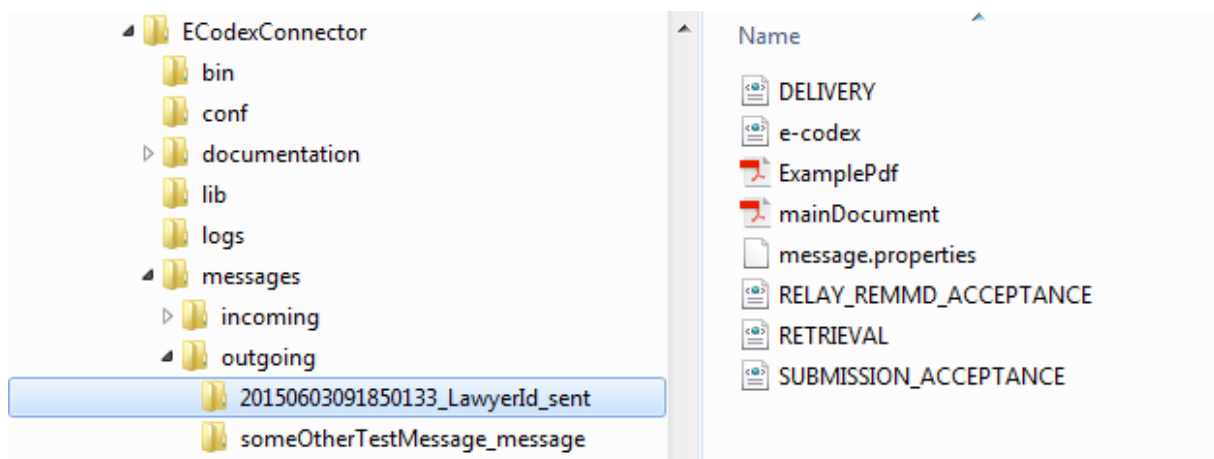 ECodexConnector
bin
conf
documentation
lib
logs
messages
incoming
outgoing
20150603091850133_LawyerId_sent
someOtherTestMessage_message
Name
DELIVERY
e-codex
ExamplePdf
mainDocument
message.properties
RELAY_REMMD_ACCEPTANCE
RETRIEVAL
SUBMISSION_ACCEPTANCE